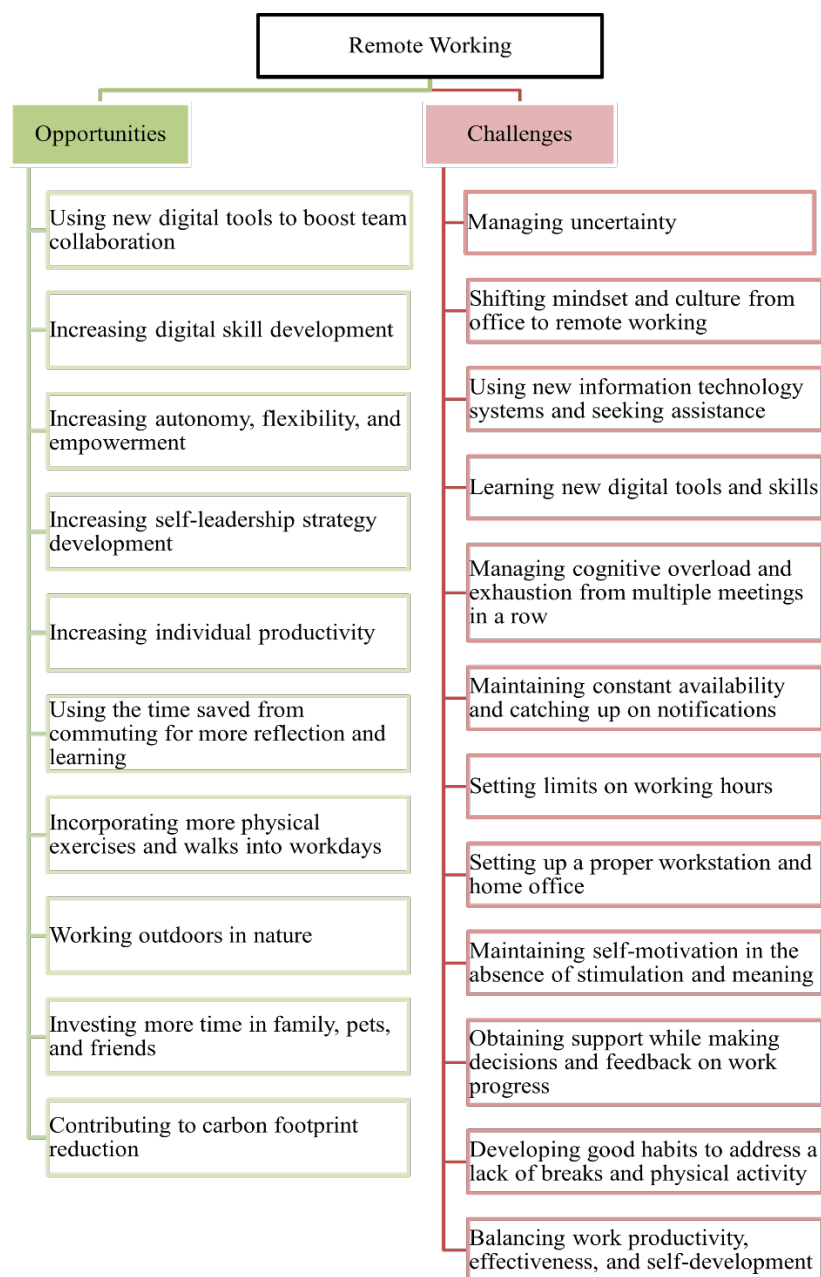 Remote Working
Opportunities
Using new digital tools to boost team
collaboration
Increasing digital skill development
Increasing autonomy, flexibility, and
empowerment
Increasing self-leadership strategy
development
Increasing individual productivity
Using the time saved from
commuting for more reflection and
learning
Incorporating more physical
exercises and walks into workdays
Working outdoors in nature
Investing more time in family, pets,
and friends
Contributing to carbon footprint
reduction
Challenges
Managing uncertainty
Shifting mindset and culture from
office to remote working
Using new information technology
systems and seeking assistance
Learning new digital tools and skills
Managing cognitive overload and
exhaustion from multiple meetings
in a row
Maintaining constant availability
and catching up on notifications
Setting limits on working hours
Setting up a proper workstation and
home office
Maintaining self-motivation in the
absence of stimulation and meaning
Obtaining support while making
decisions and feedback on work
progress
Developing good habits to address a
lack of breaks and physical activity
Balancing work productivity,
effectiveness, and self-development